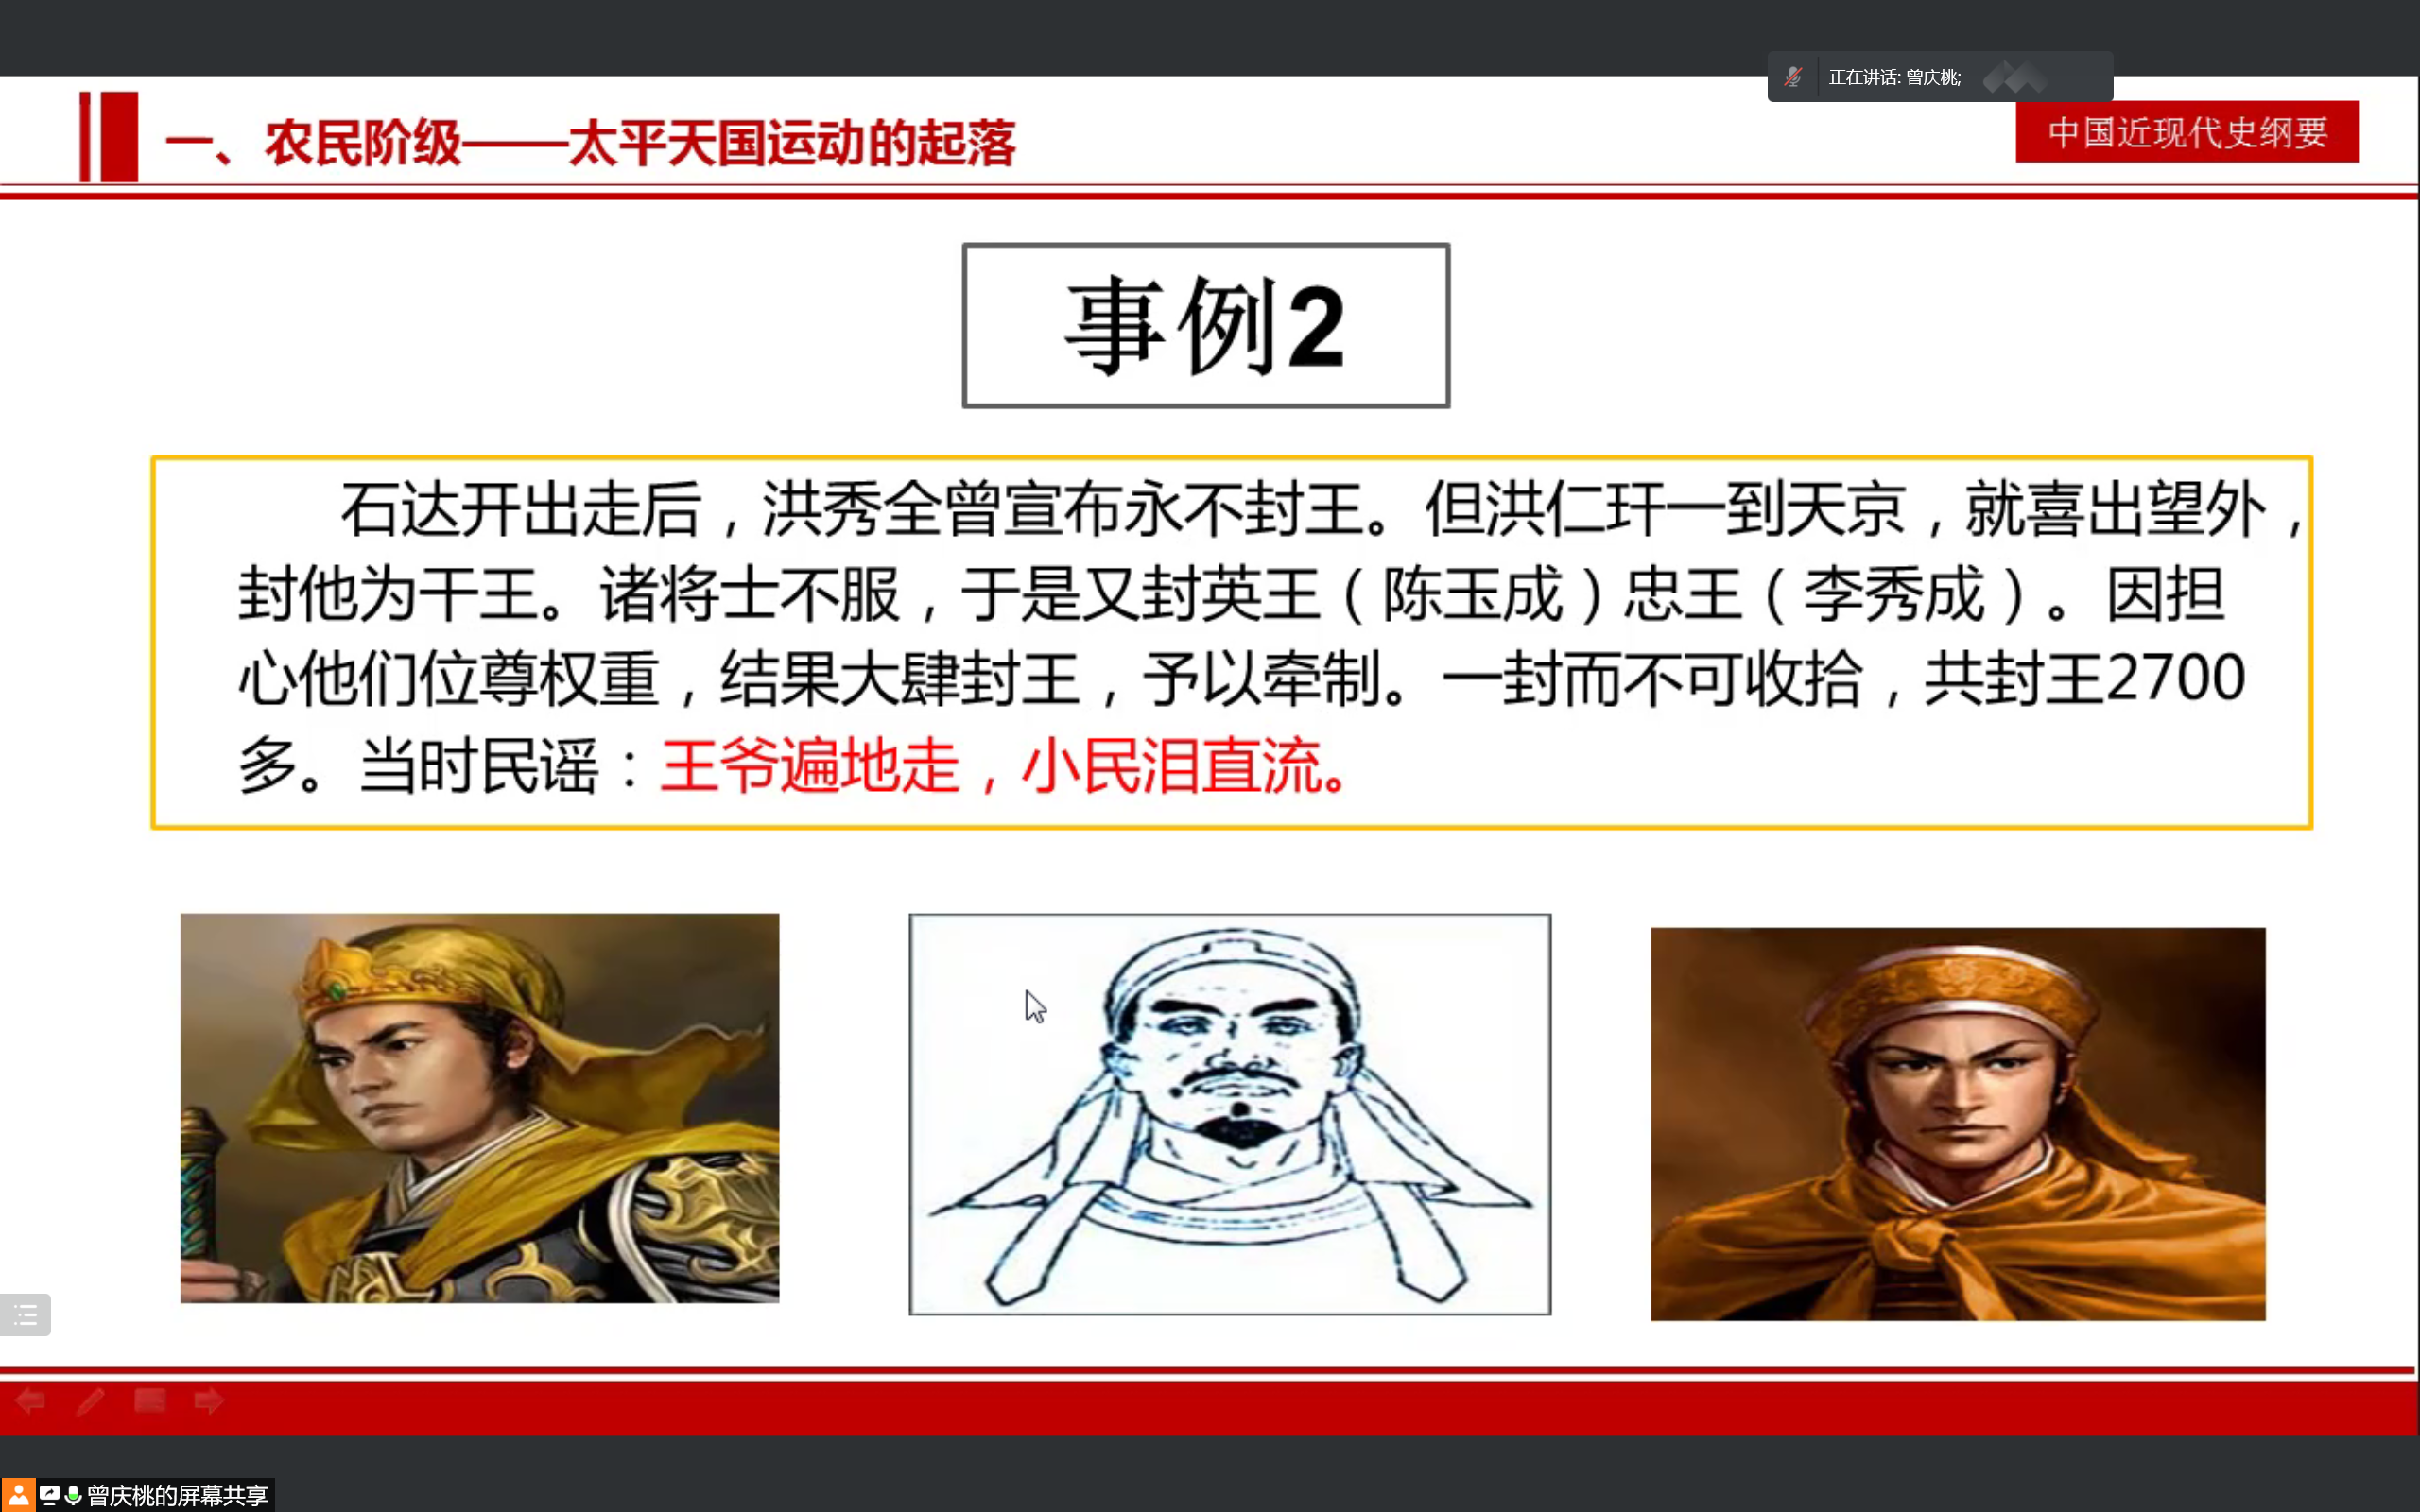 正在讲话: 曾庆桃;
一、农民阶级——太平天国运动的起落
中国近现代史纲要
事例2
石达开出走后，洪秀全曾宣布永不封王。但洪仁玕一到天京，就喜出望外，
封他为干王。诸将士不服，于是又封英王（陈玉成）忠王（李秀成）。因担
心他们位尊权重，结果大肆封王，予以牵制。一封而不可收拾，共封王2700
多。当时民谣：王爷遍地走，小民泪直流。
曾庆桃的屏幕共享